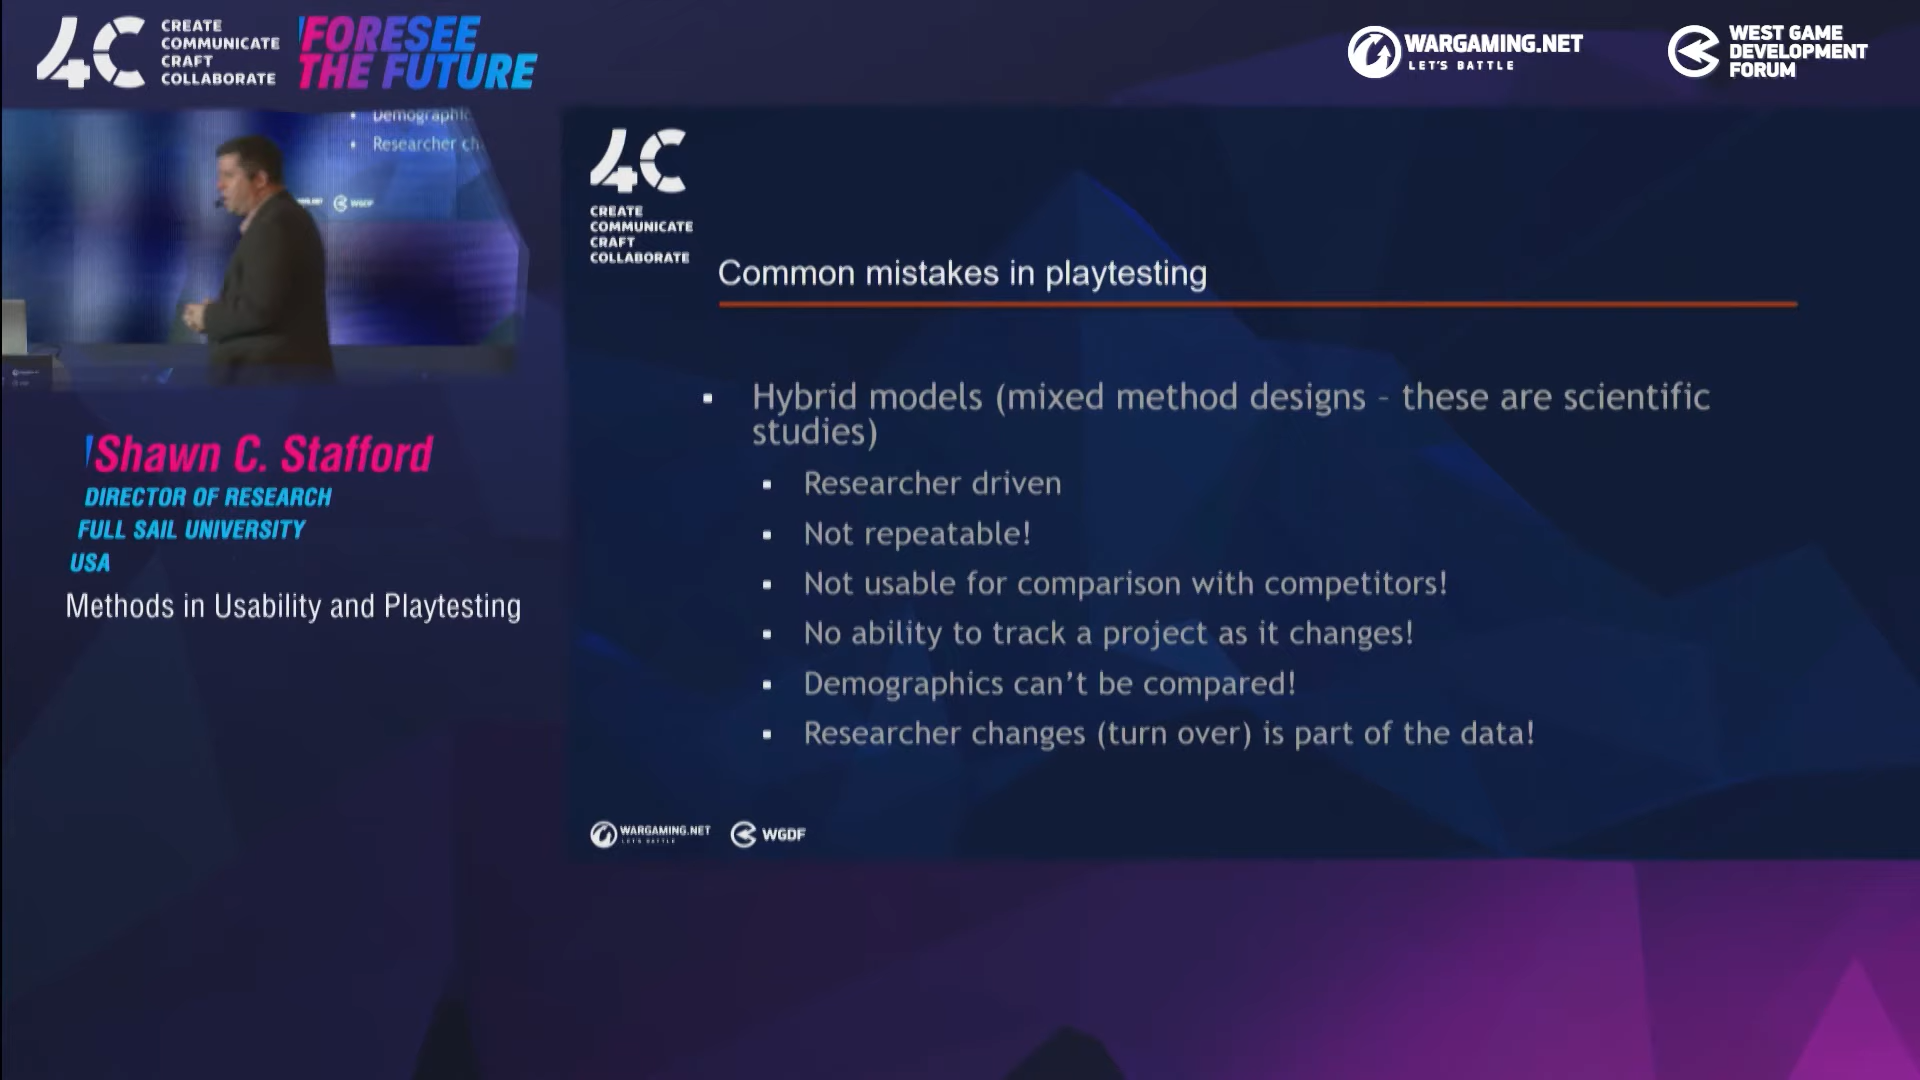 4C
CREATE
COMMUNICATE
CRAFT
COLLABORATE
FORESEE
THE FUTURE
WARGAMING.NET
LET'S BATTLE
WEST GAME
DEVELOPMENT
FORUM
Demographic
Researcher ch
WGDF
Shawn C. Stafford
DIRECTOR OF RESEARCH
FULL SAIL UNIVERSITY
USA
Methods in Usability and Playtesting
4C
CREATE
COMMUNICATE
CRAFT
COLLABORATE
Common mistakes in playtesting
▪ Hybrid models (mixed method designs – these are scientific
studies)
▪ Researcher driven
▪ Not repeatable!
▪ Not usable for comparison with competitors!
▪ No ability to track a project as it changes!
▪ Demographics can't be compared!
▪ Researcher changes (turn over) is part of the data!
WARGAMING.NET
LET'S BATTLE
WGDF